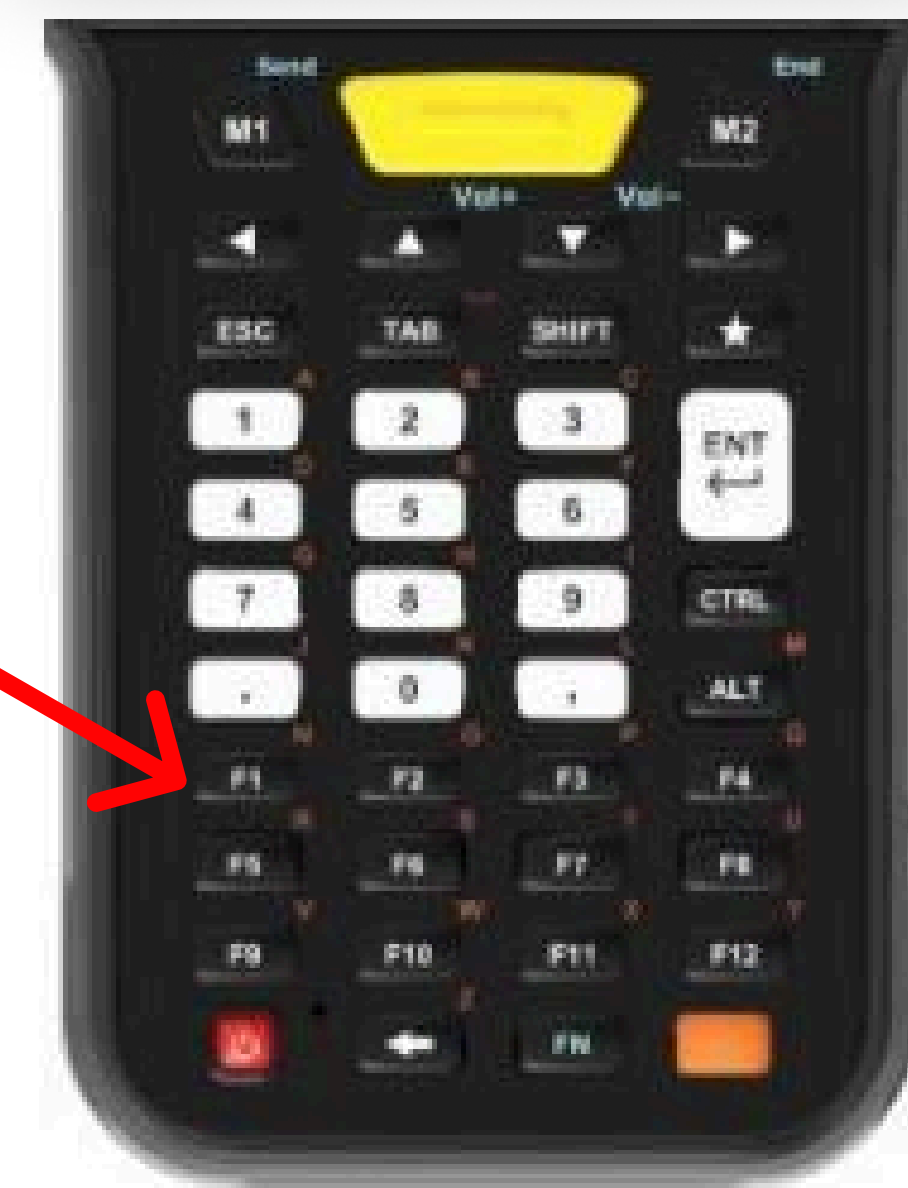 Send End
M1 M2
Vol+ Vol-
ESC TAB SHIFT
A B C
1 2 3 ENT
D E F
4 5 6
G H I
7 8 9 CTRL
J K L M
0 ALT
N O P Q
F1 F2 F3 F4
R S T U
F5 F6 F7 F8
V W X Y
F9 F10 F11 F12
Z
FN